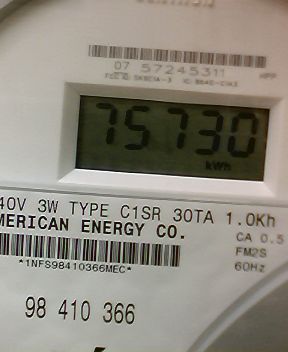 07 57245311
75730
kWh
40V 3W TYPE C1SR 30TA 1.0Kh
MERICAN ENERGY CO.
CA 0.5
FM2S
60Hz
*1NFS98410366MEC*
98 410 366